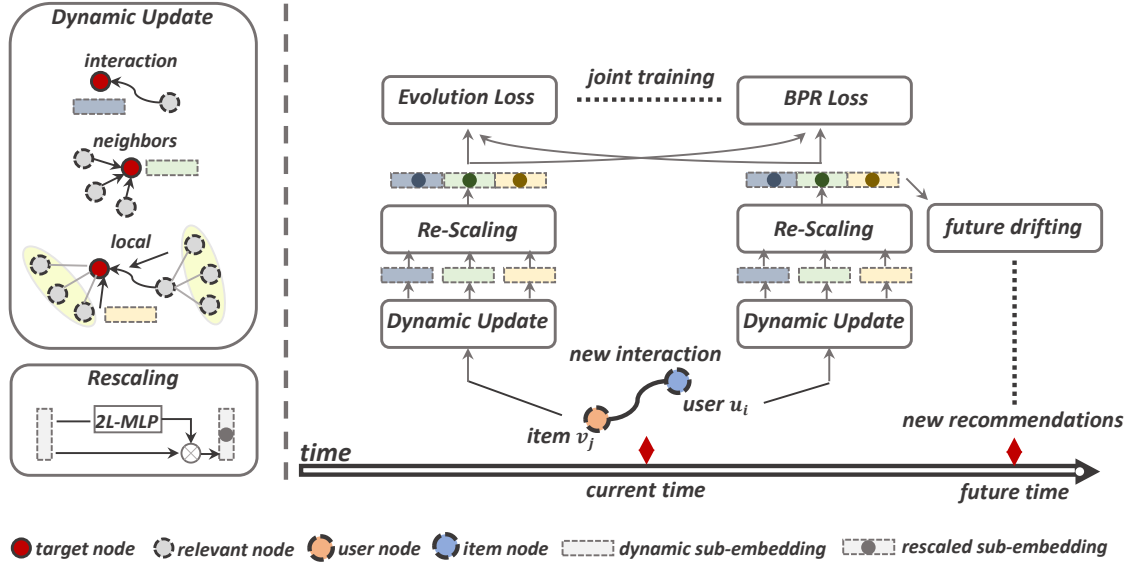 Dynamic Update
interaction
neighbors
local
Rescaling
2L-MLP
Evolution Loss
joint training
BPR Loss
Re-Scaling
Re-Scaling
future drifting
Dynamic Update
Dynamic Update
new interaction
user u_i
item v_j
new recommendations
time
current time
future time
target node
relevant node
user node
item node
dynamic sub-embedding
rescaled sub-embedding